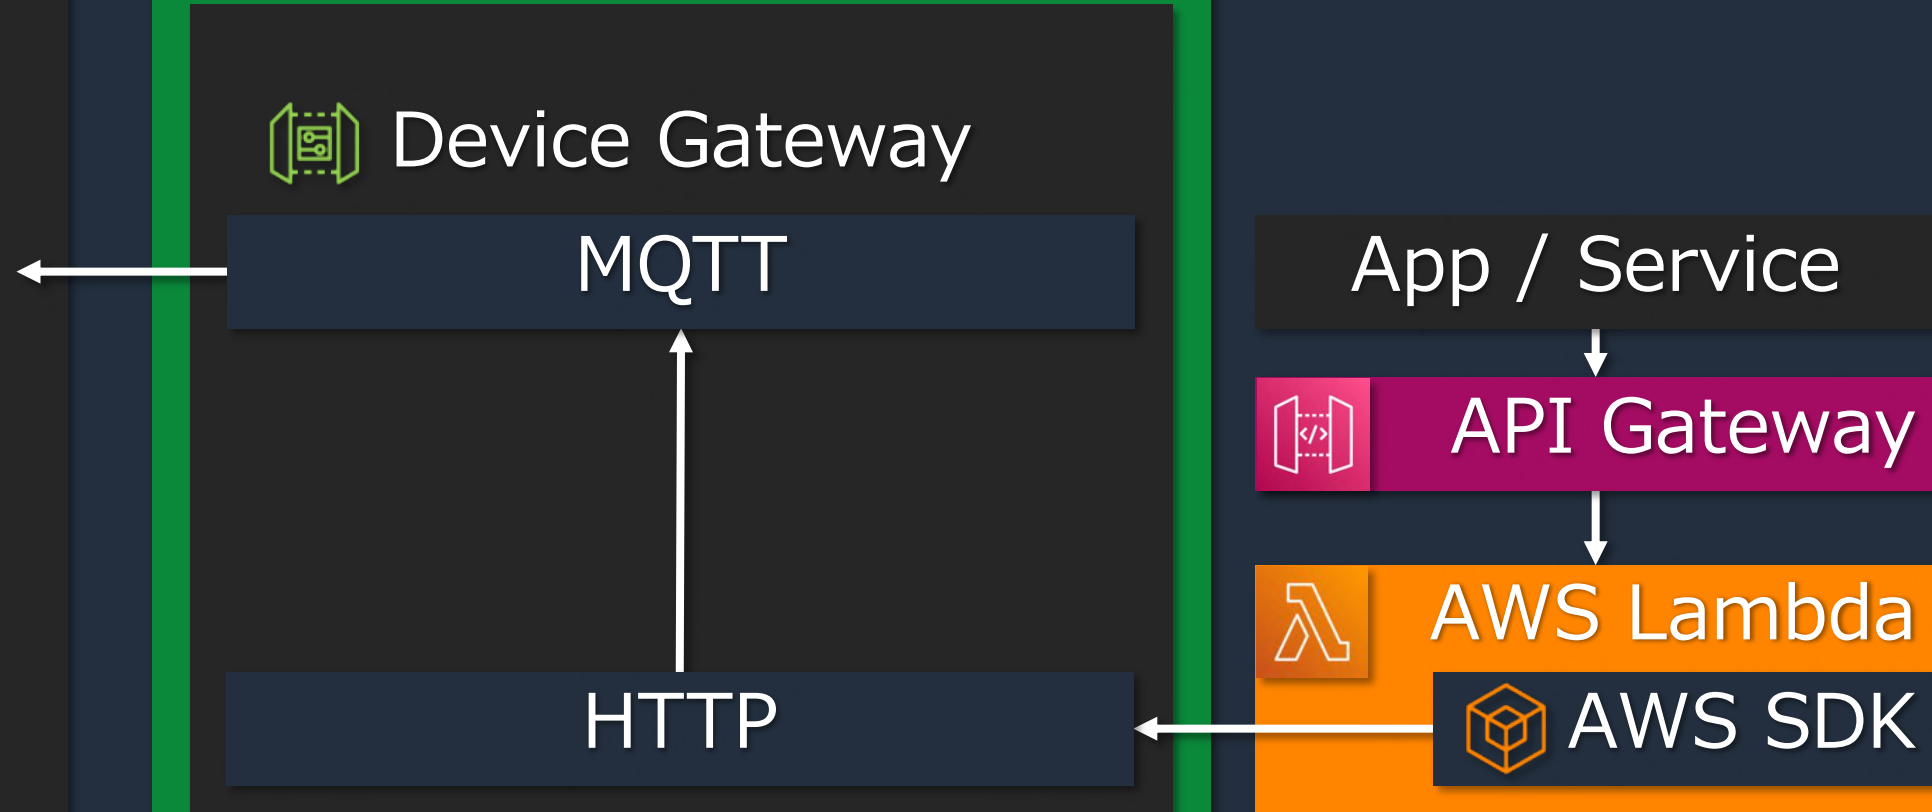 Device Gateway
MQTT
HTTP
App / Service
API Gateway
</>
AWS Lambda
AWS SDK